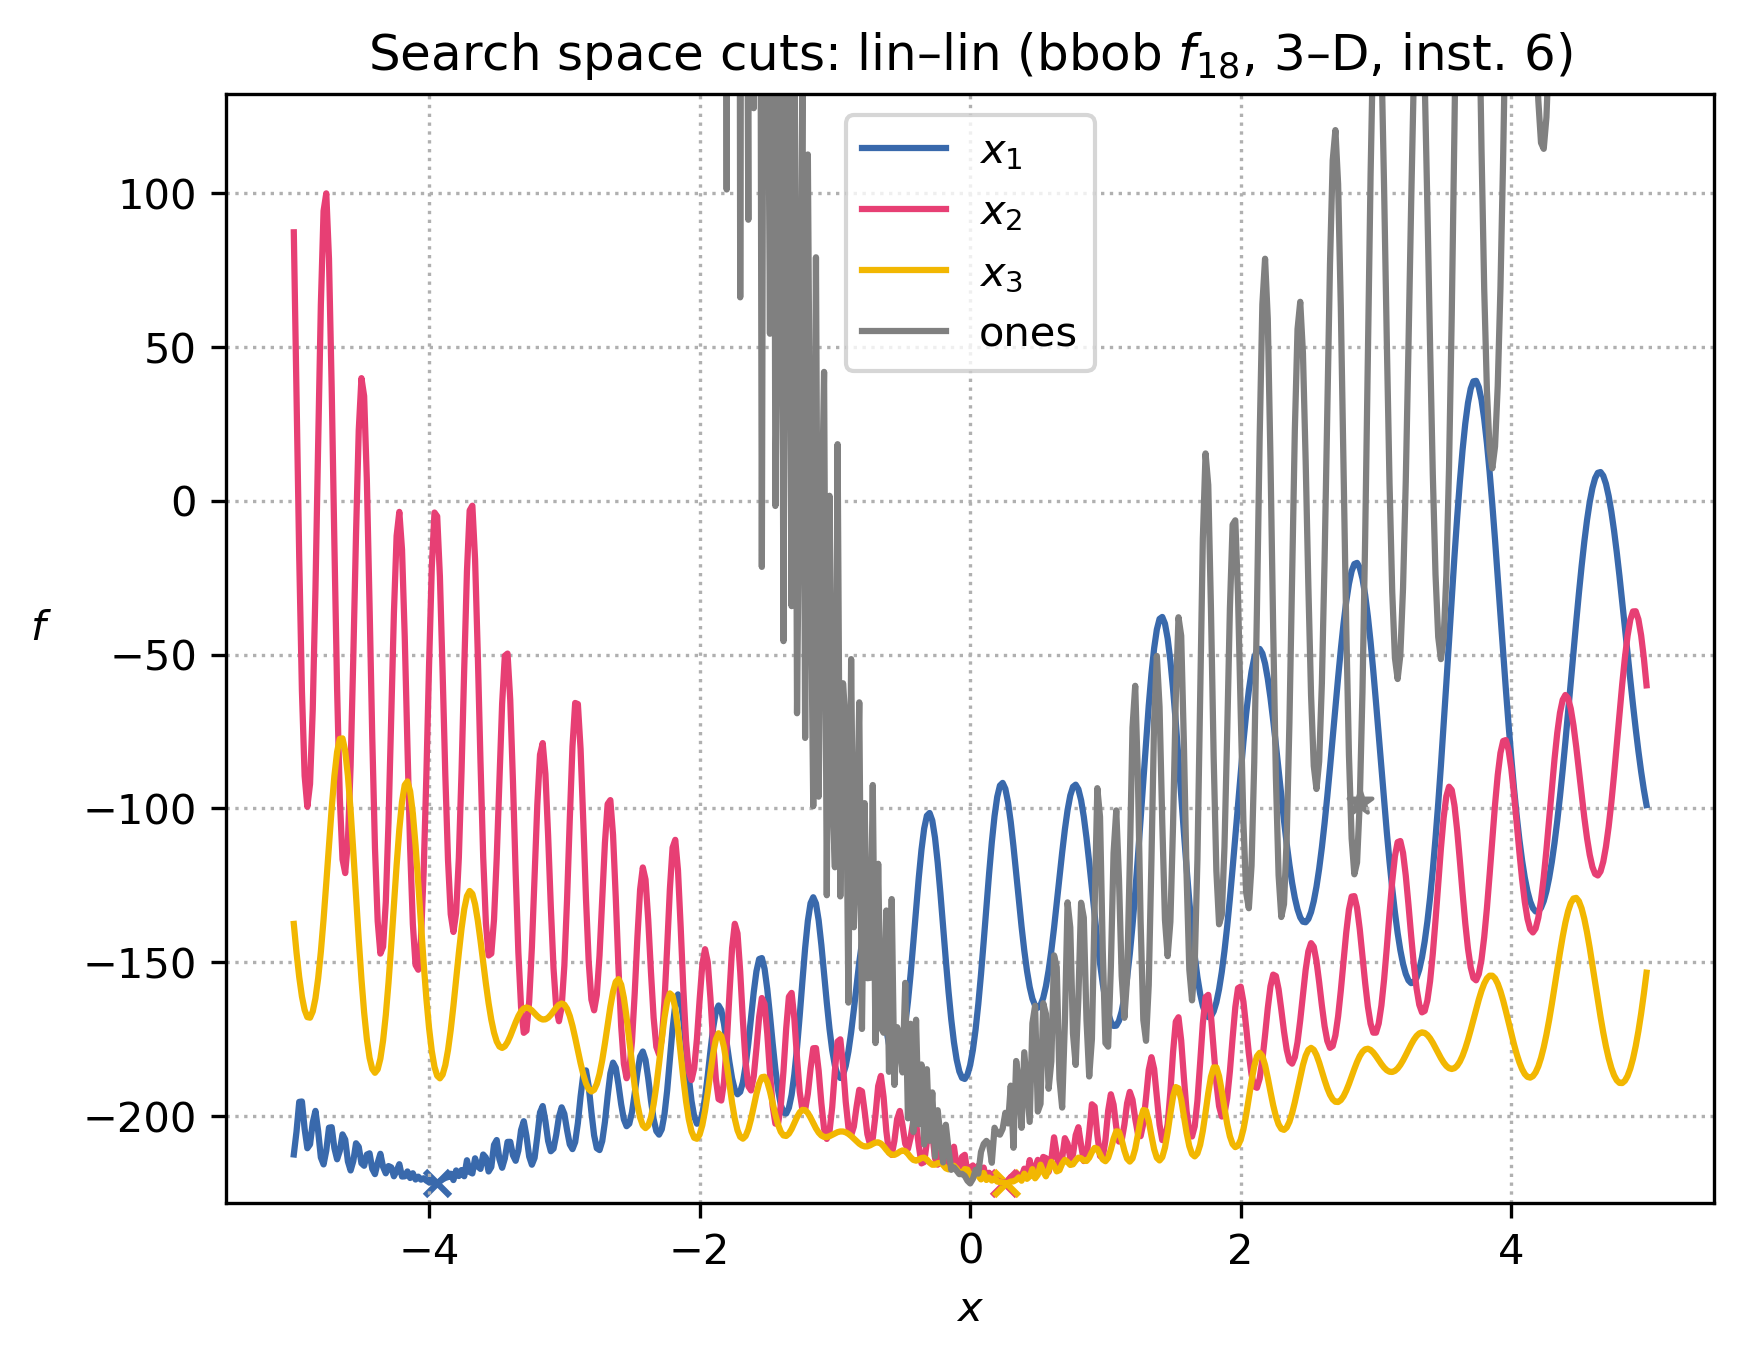 Search space cuts: lin–lin (bbob f₁₈, 3–D, inst. 6)
x₁
x₂
x₃
ones
100
50
0
−50
−100
−150
−200
f
−4
−2
0
2
4
x